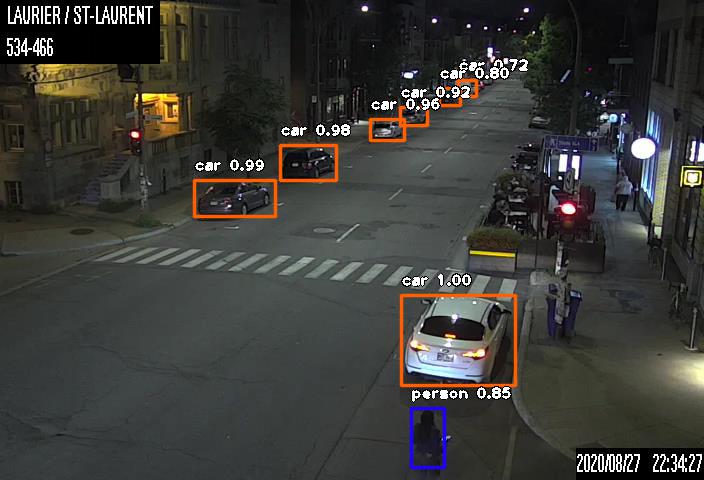 LAURIER / ST-LAURENT
534-466
car 0.72
car 0.80
car 0.92
car 0.96
car 0.98
car 0.99
car 1.00
person 0.85
2020/08/27 22:34:27